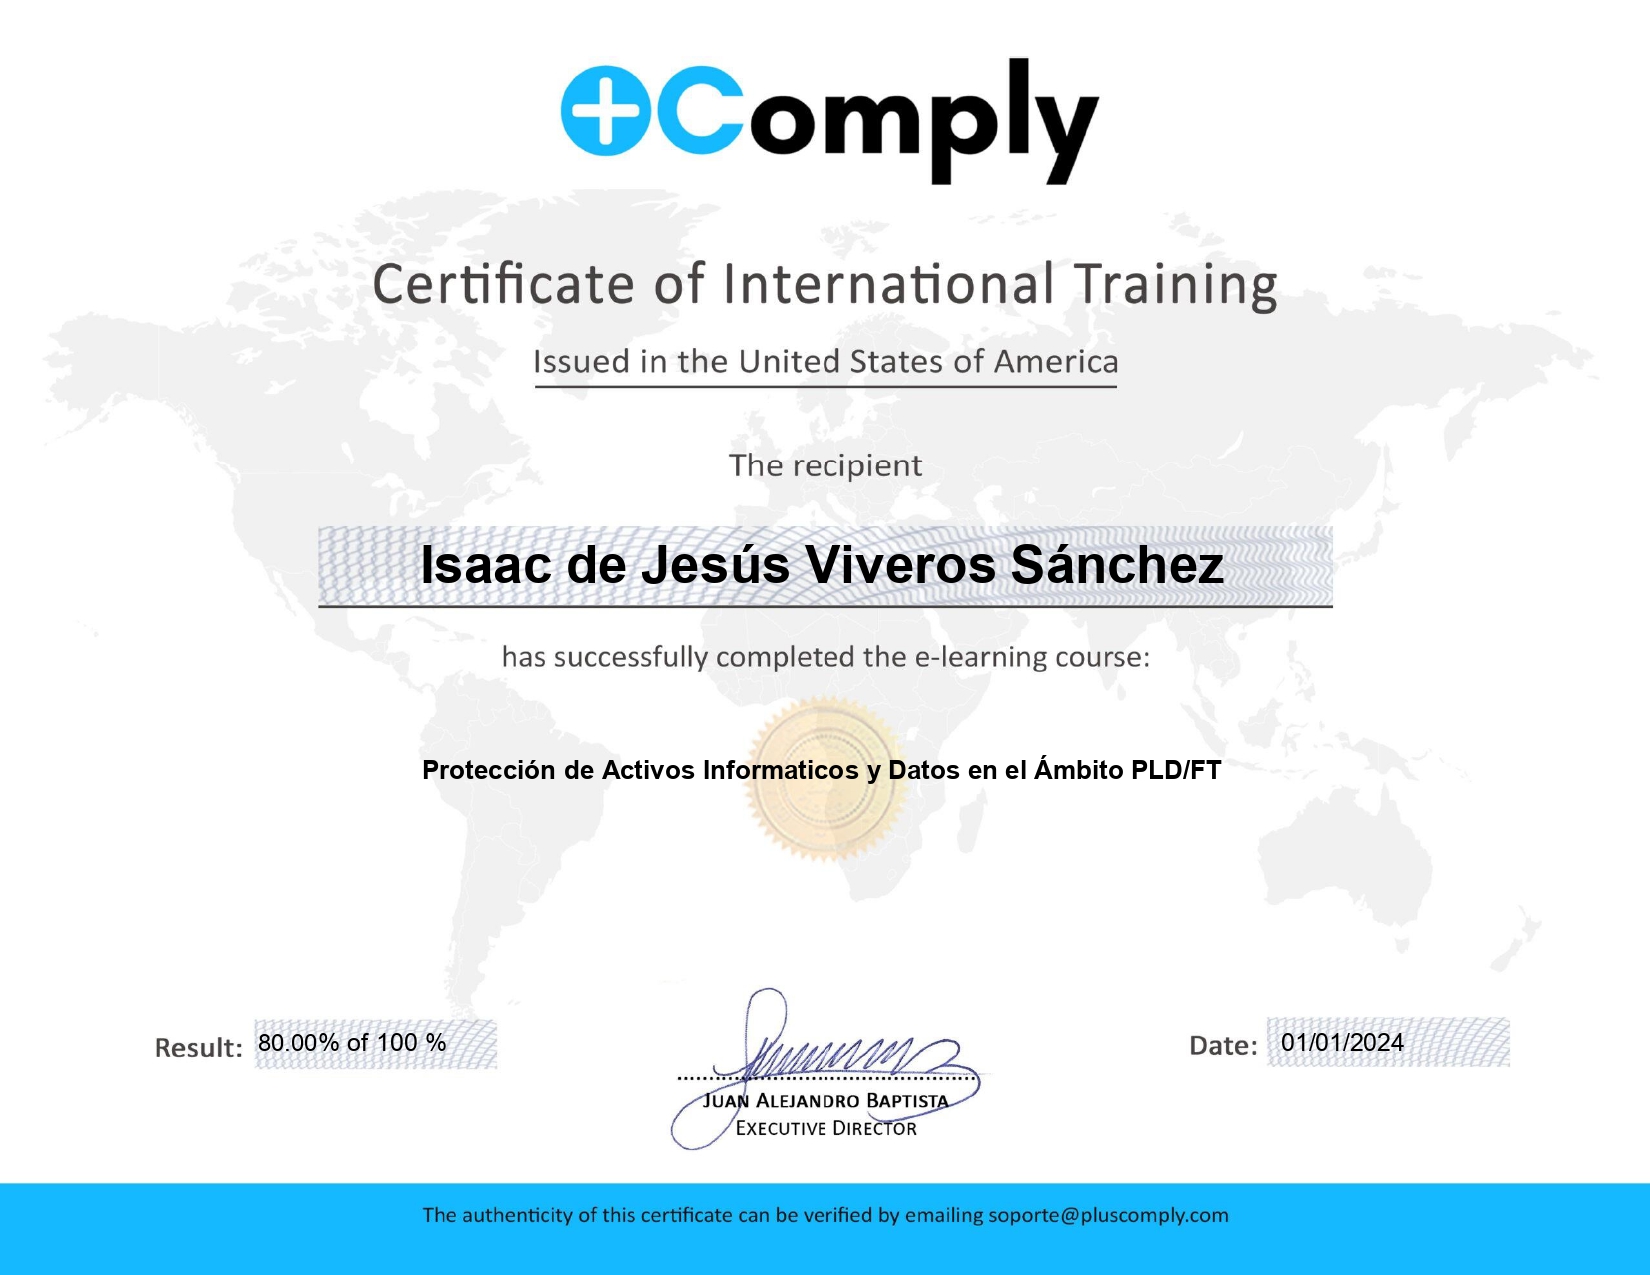 +Comply
Certificate of International Training
Issued in the United States of America
The recipient
Isaac de Jesús Viveros Sánchez
has successfully completed the e-learning course:
Protección de Activos Informaticos y Datos en el Ámbito PLD/FT
Result: 80.00% of 100 %
Date: 01/01/2024
JUAN ALEJANDRO BAPTISTA
EXECUTIVE DIRECTOR
The authenticity of this certificate can be verified by emailing soporte@pluscomply.com